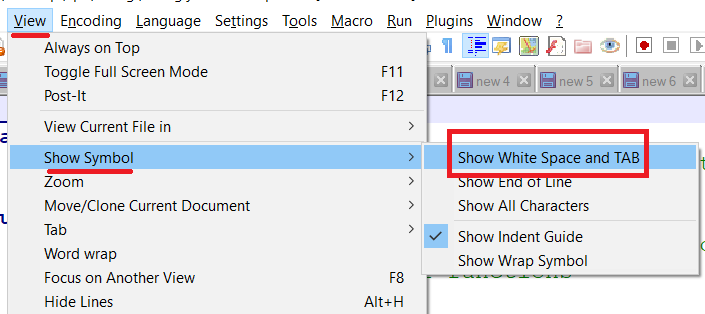 View Encoding Language Settings Tools Macro Run Plugins Window ?
Always on Top
Toggle Full Screen Mode F11
Post-It F12
new 4 new 5 new 6
View Current File in
Show Symbol
Show White Space and TAB
Zoom
Show End of Line
Move/Clone Current Document
Show All Characters
Tab
Show Indent Guide
Word wrap
Show Wrap Symbol
Focus on Another View F8
Hide Lines Alt+H